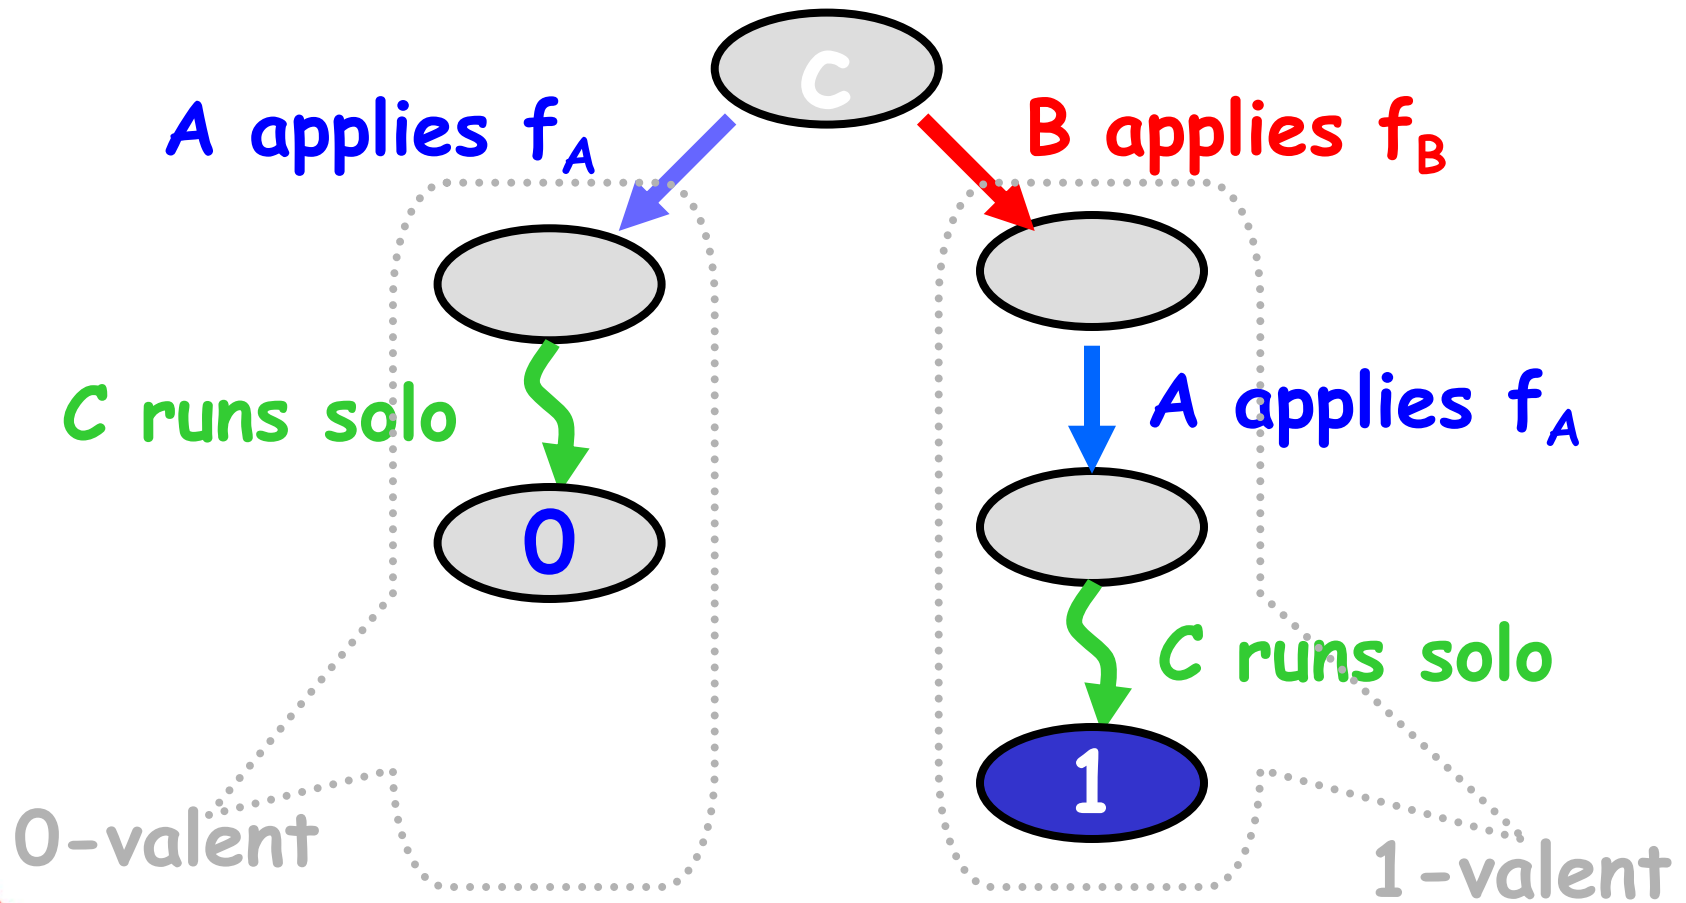 c
A applies fA
B applies fB
C runs solo
A applies fA
0
C runs solo
1
0-valent
1-valent